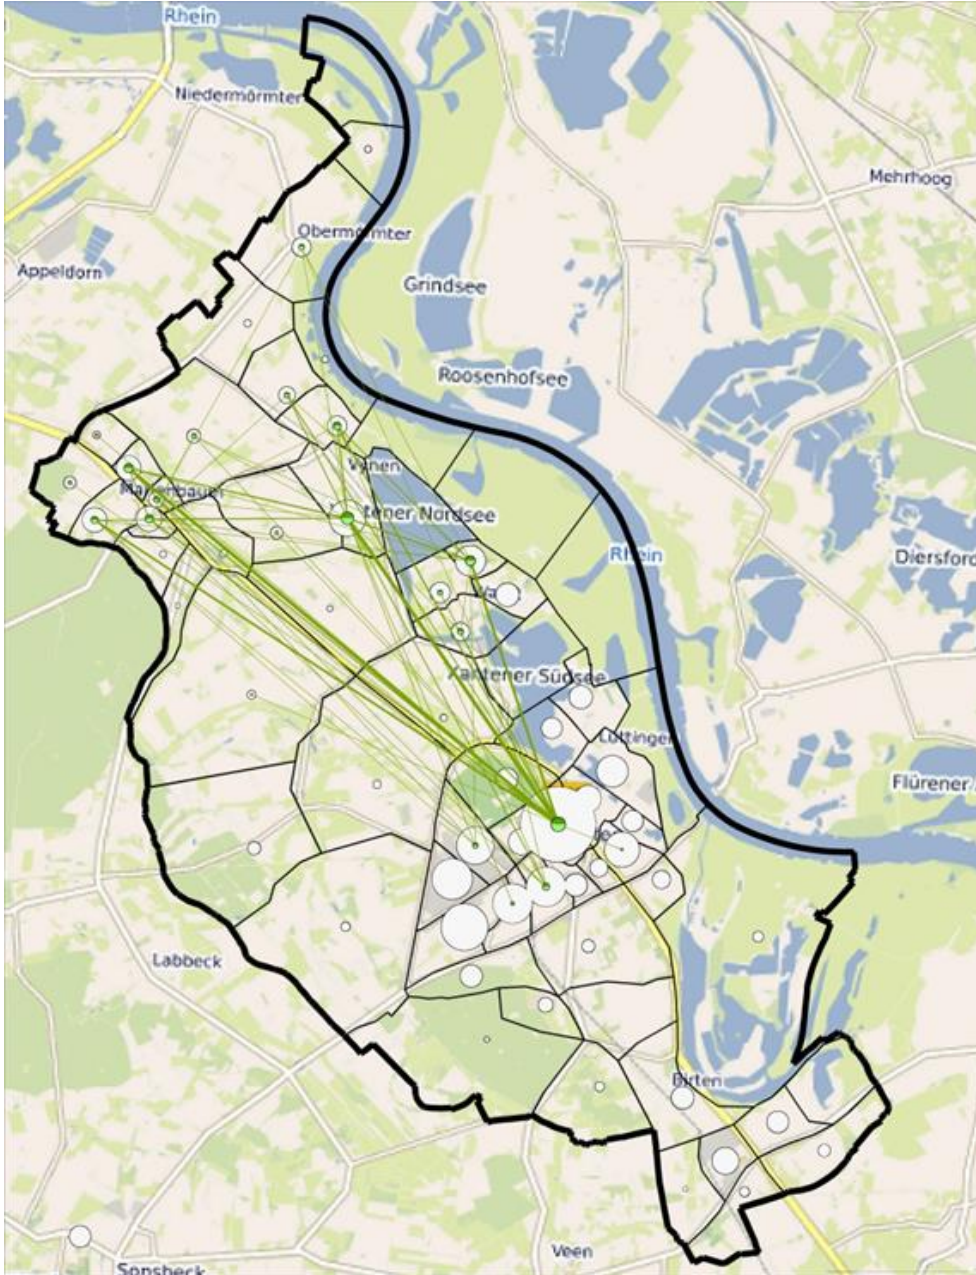 Rhein
Niedermörmter
Mehrhoog
Obermörmter
Appeldorn
Grindsee
Roosenhofsee
Vynen
Marienbaum
tener Nordsee
Rhein
Diersford
Xantener Südsee
Lüttingen
Flürener
Labbeck
Birten
Veen
Sonsbeck